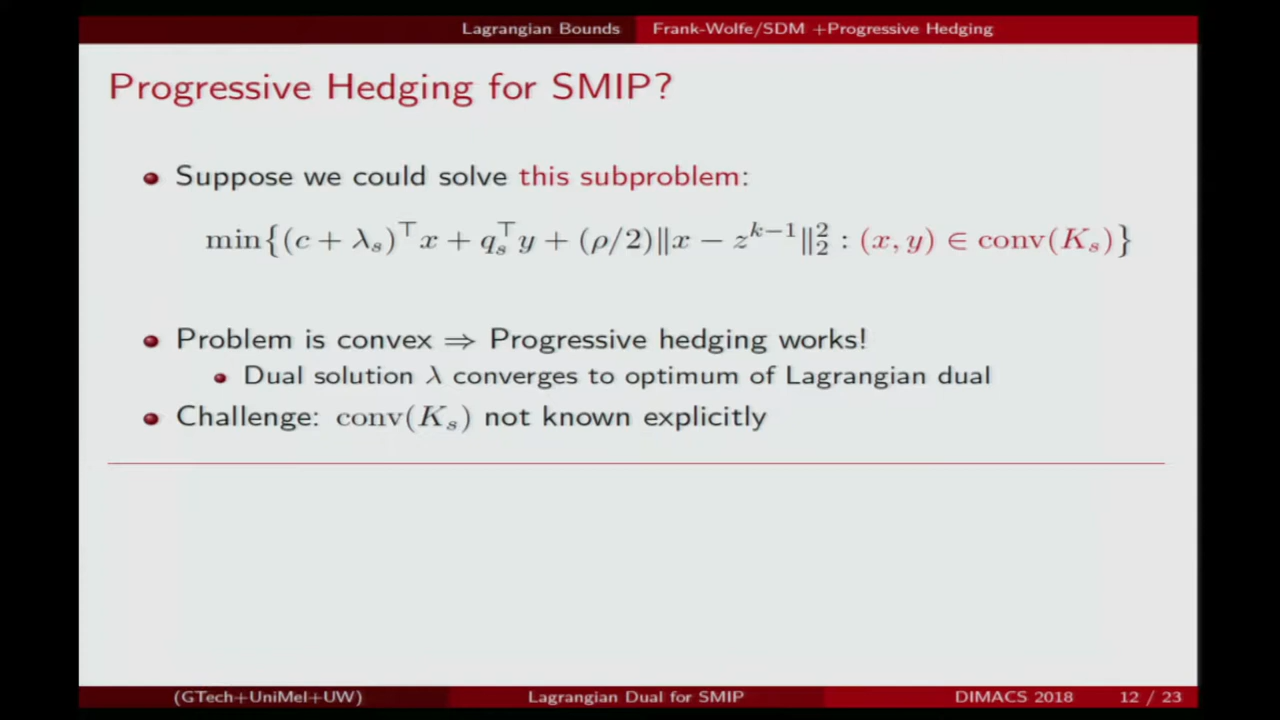 Lagrangian Bounds Frank-Wolfe/SDM +Progressive Hedging
Progressive Hedging for SMIP?
Suppose we could solve this subproblem:
min{(c + λ_s)^⊤ x + q_s^⊤ y + (ρ/2)‖x − z^{k−1}‖_2^2 : (x, y) ∈ conv(K_s)}
Problem is convex ⇒ Progressive hedging works!
Dual solution λ converges to optimum of Lagrangian dual
Challenge: conv(K_s) not known explicitly
(GTech+UniMel+UW) Lagrangian Dual for SMIP DIMACS 2018 12 / 23